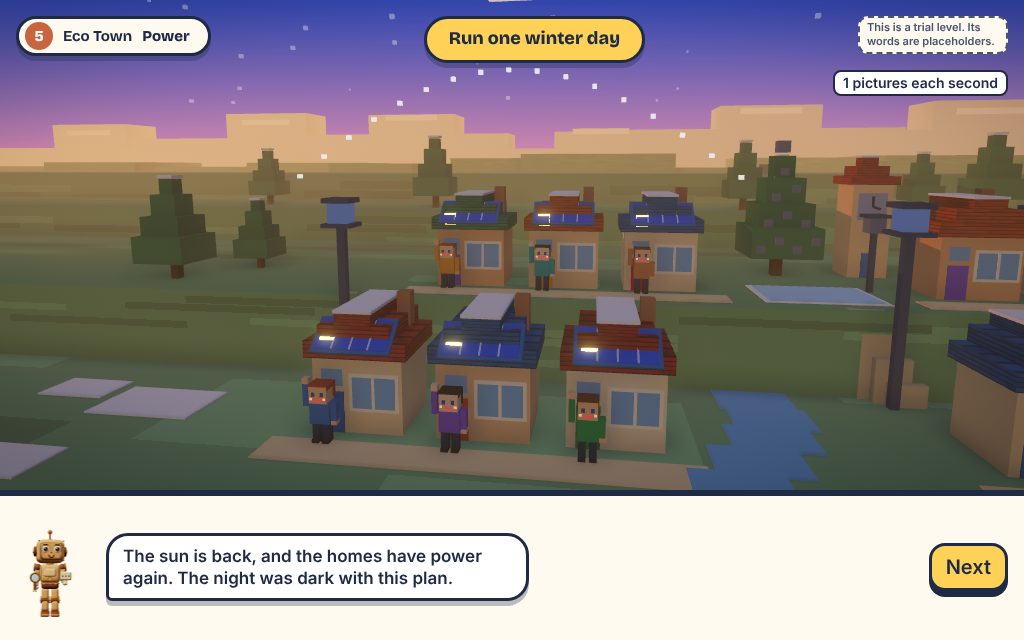 5 Eco Town Power
Run one winter day
This is a trial level. Its
words are placeholders.
1 pictures each second
The sun is back, and the homes have power
again. The night was dark with this plan.
Next